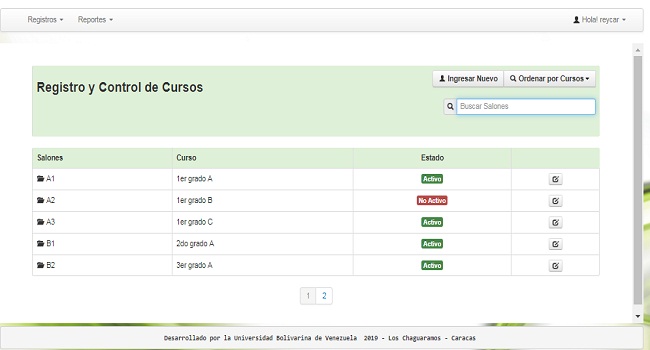 Registros Reportes Hola! reycar
Ingresar Nuevo Ordenar por Cursos
Registro y Control de Cursos
Buscar Salones
Salones Curso Estado
A1 1er grado A Activo
A2 1er grado B No Activo
A3 1er grado C Activo
B1 2do grado A Activo
B2 3er grado A Activo
1 2
Desarrollado por la Universidad Bolivarina de Venezuela 2019 - Los Chaguaramos - Caracas